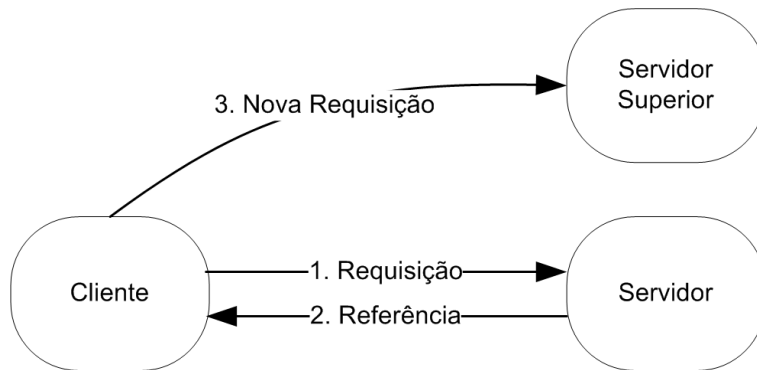 Servidor
Superior
3. Nova Requisição
1. Requisição
Cliente
Servidor
2. Referência